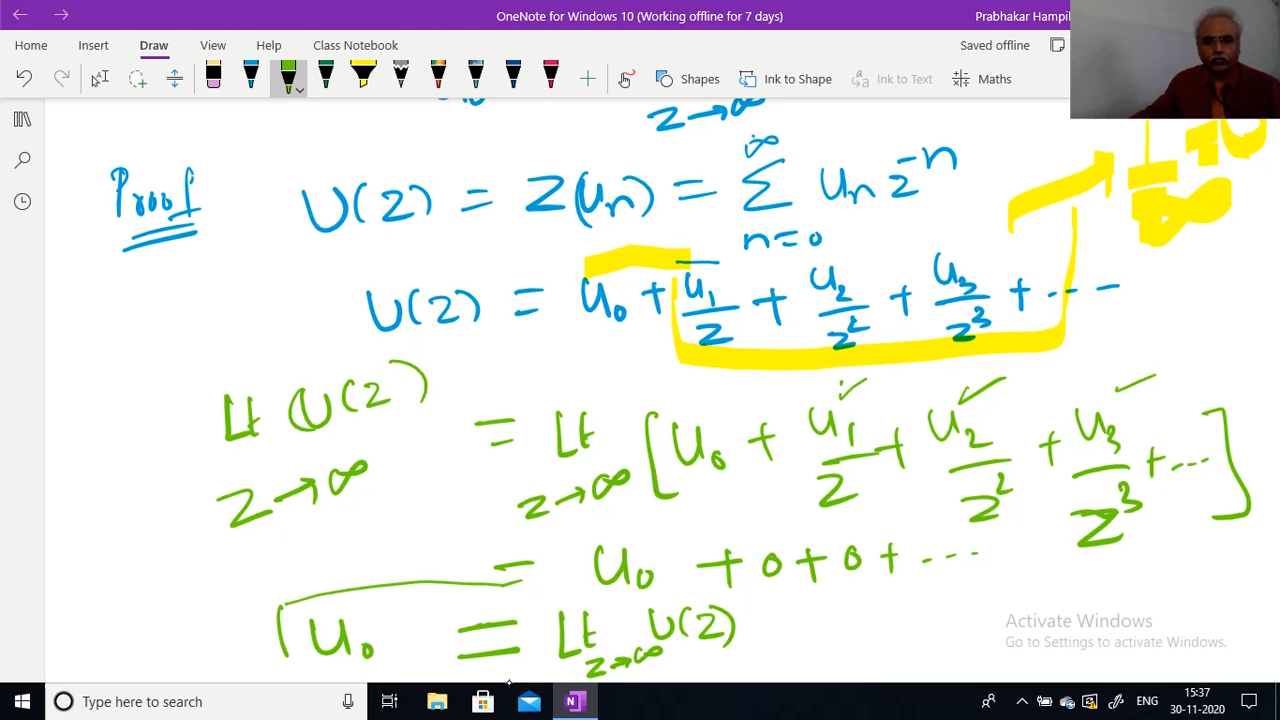 OneNote for Windows 10 (Working offline for 7 days)
Prabhakar Hampil
Home Insert Draw View Help Class Notebook
Saved offline
Shapes Ink to Shape Ink to Text Maths
z→∞
Proof U(z) = Z(uₙ) = ∑ uₙ z⁻ⁿ
∞
n=0
U(z) = u₀ + u₁/z + u₂/z² + u₃/z³ + ...
Lt U(z) = Lt [u₀ + u₁/z + u₂/z² + u₃/z³ + ...]
z→∞ z→∞
= u₀ + 0 + 0 + ...
u₀ = Lt U(z)
z→∞
Activate Windows
Go to Settings to activate Windows.
Type here to search
ENG
15:37
30-11-2020